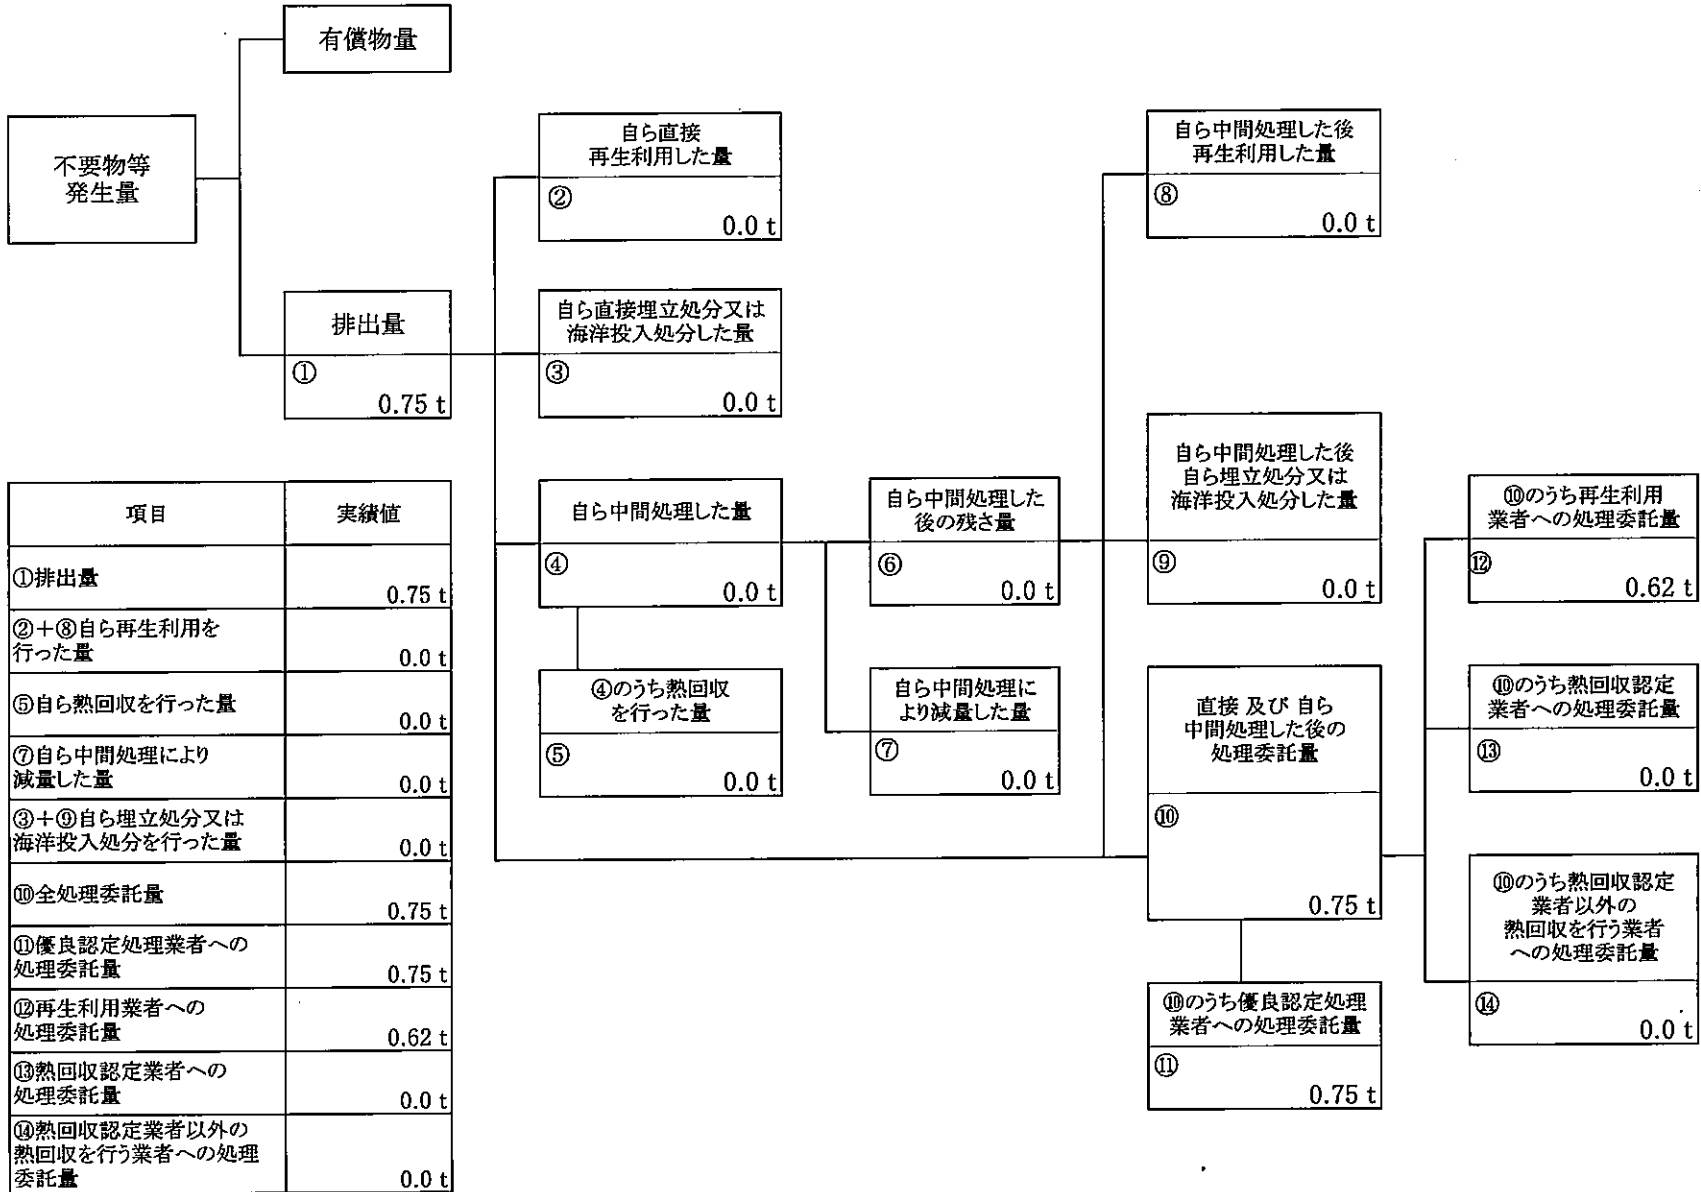 有償物量
不要物等
発生量
排出量
①
0.75 t
自ら直接
再生利用した量
②
0.0 t
自ら直接埋立処分又は
海洋投入処分した量
③
0.0 t
自ら中間処理した量
④
0.0 t
④のうち熱回収
を行った量
⑤
0.0 t
自ら中間処理した
後の残さ量
⑥
0.0 t
自ら中間処理に
より減量した量
⑦
0.0 t
自ら中間処理した後
再生利用した量
⑧
0.0 t
自ら中間処理した後
自ら埋立処分又は
海洋投入処分した量
⑨
0.0 t
直接 及び 自ら
中間処理した後の
処理委託量
⑩
0.75 t
⑩のうち優良認定処理
業者への処理委託量
⑪
0.75 t
⑩のうち再生利用
業者への処理委託量
⑫
0.62 t
⑩のうち熱回収認定
業者への処理委託量
⑬
0.0 t
⑩のうち熱回収認定
業者以外の
熱回収を行う業者
への処理委託量
⑭
0.0 t
項目 実績値
①排出量
0.75 t
②+⑧自ら再生利用を
行った量
0.0 t
⑤自ら熱回収を行った量
0.0 t
⑦自ら中間処理により
減量した量
0.0 t
③+⑨自ら埋立処分又は
海洋投入処分を行った量
0.0 t
⑩全処理委託量
0.75 t
⑪優良認定処理業者への
処理委託量
0.75 t
⑫再生利用業者への
処理委託量
0.62 t
⑬熱回収認定業者への
処理委託量
0.0 t
⑭熱回収認定業者以外の
熱回収を行う業者への処理
委託量
0.0 t